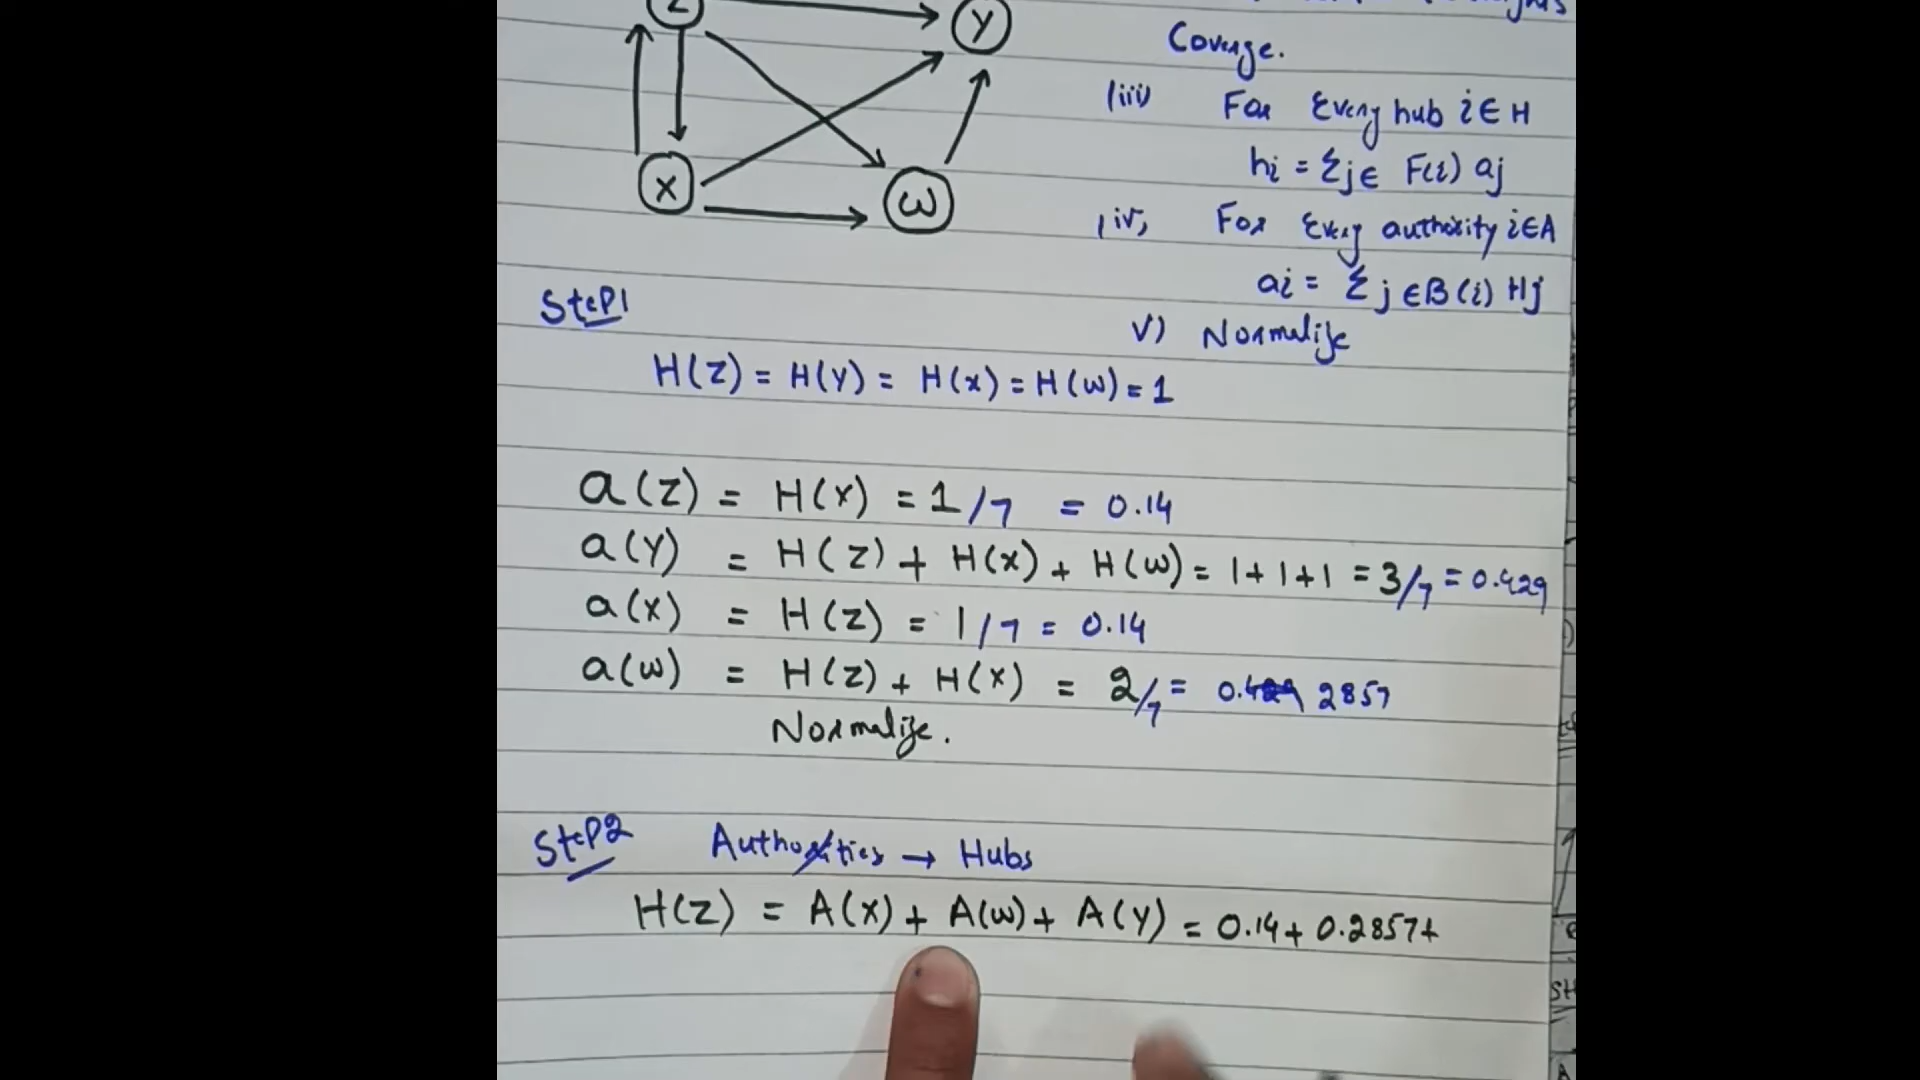 Z
Y
X
W
Coverge.
(iii) For Every hub i ∈ H
hi = Σj∈ F(i) aj
(iv) For Every authority i∈A
ai = Σ j ∈B(i) Hj
V) Normalize
Step1
H(Z) = H(Y) = H(X) = H(W) = 1
a(Z) = H(X) = 1/7 = 0.14
a(Y) = H(Z) + H(X) + H(W) = 1+1+1 = 3/7 = 0.429
a(X) = H(Z) = 1/7 = 0.14
a(W) = H(Z) + H(X) = 2/7 = 0.2857
Normalize.
Step2 Authorities → Hubs
H(Z) = A(X) + A(W) + A(Y) = 0.14 + 0.2857 +